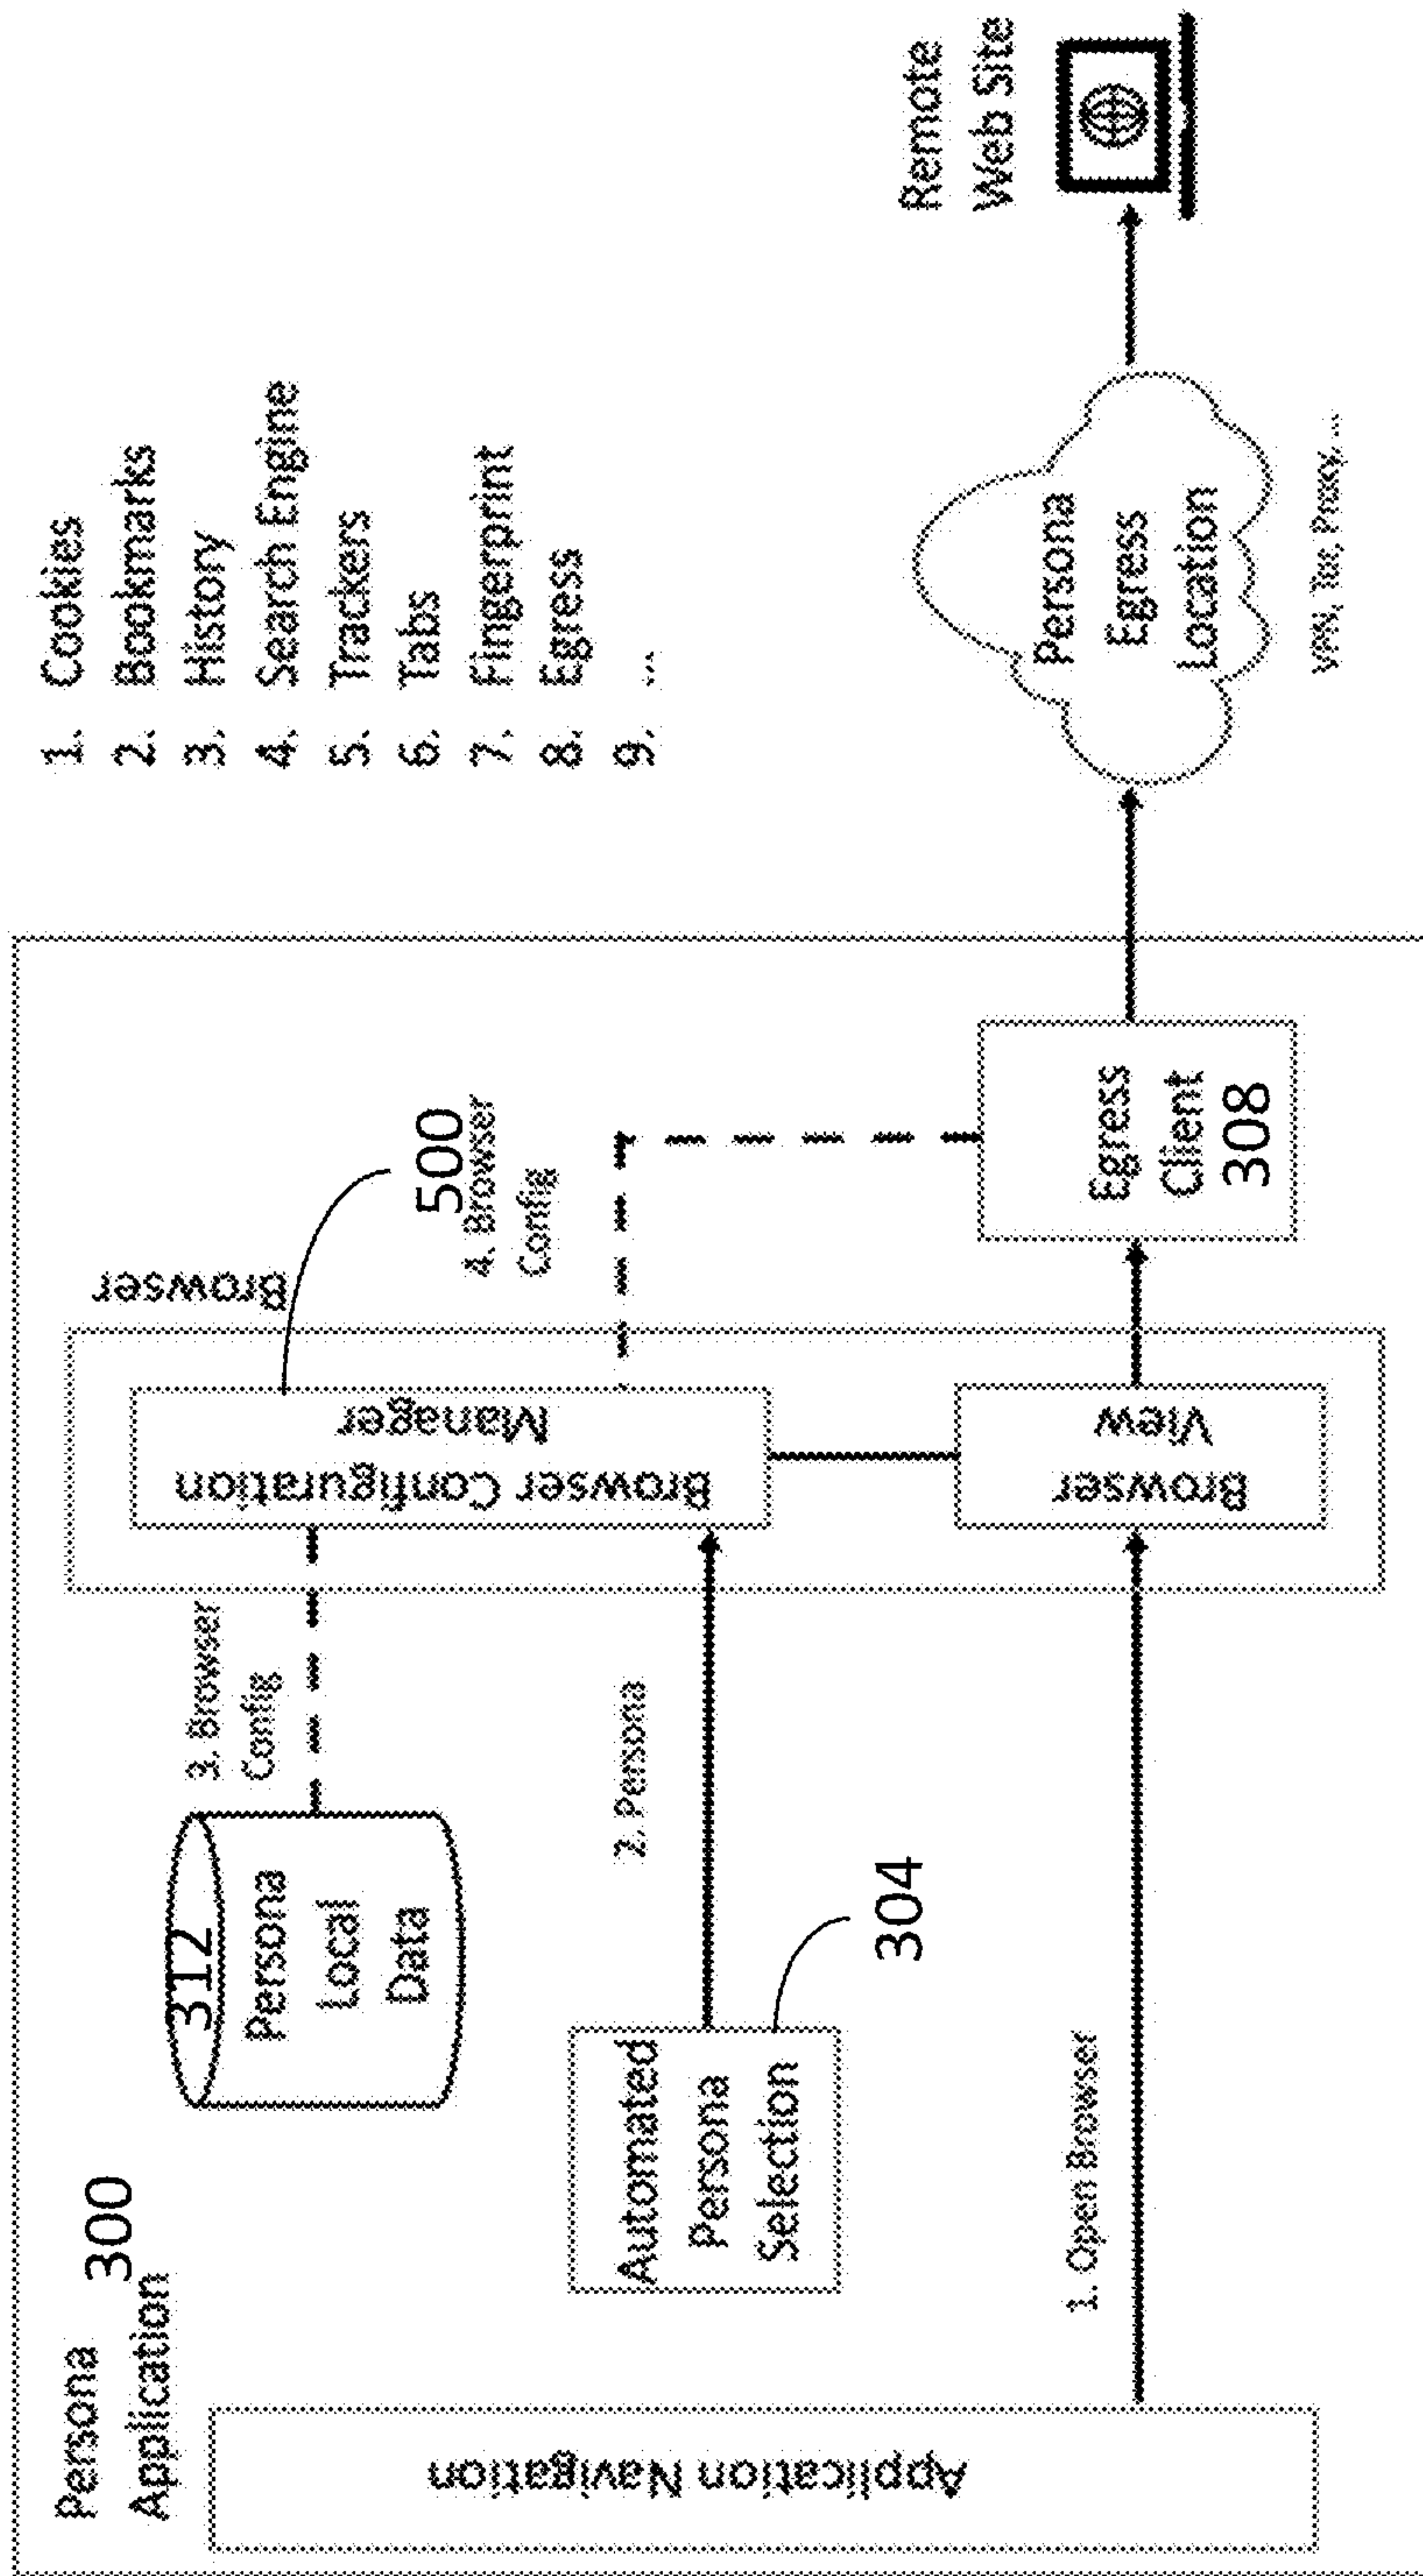 Persona
Application
300
Application Navigation
312
Persona
Local
Data
3. Browser
Config
Automated
Persona
Selection
304
2. Persona
1. Open Browser
Browser
Browser Configuration
Manager
500
4. Browser
Config
Browser
View
Egress
Client
308
1. Cookies
2. Bookmarks
3. History
4. Search Engine
5. Trackers
6. Tabs
7. Fingerprint
8. Egress
9. ...
Persona
Egress
Location
VPN, Tor, Proxy, ...
Remote
Web Site